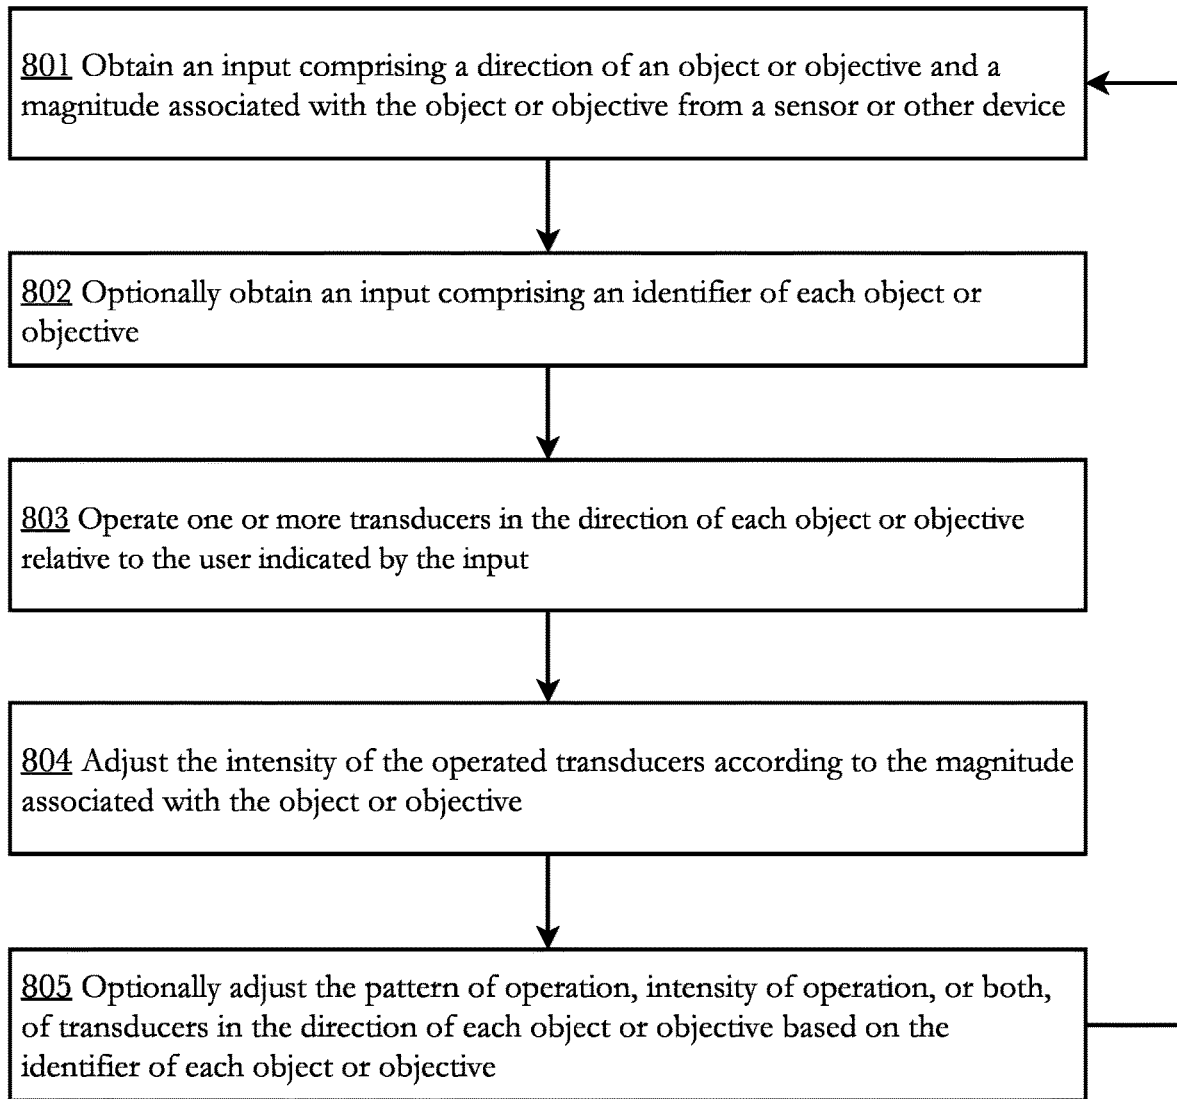 801 Obtain an input comprising a direction of an object or objective and a
magnitude associated with the object or objective from a sensor or other device
802 Optionally obtain an input comprising an identifier of each object or
objective
803 Operate one or more transducers in the direction of each object or objective
relative to the user indicated by the input
804 Adjust the intensity of the operated transducers according to the magnitude
associated with the object or objective
805 Optionally adjust the pattern of operation, intensity of operation, or both,
of transducers in the direction of each object or objective based on the
identifier of each object or objective